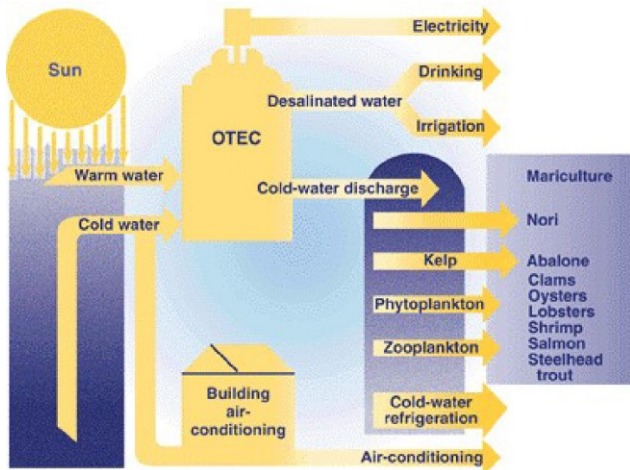 Electricity
Sun
Drinking
Desalinated water
OTEC
Irrigation
Warm water
Cold-water discharge
Mariculture
Cold water
Nori
Kelp
Abalone
Clams
Phytoplankton
Oysters
Lobsters
Shrimp
Zooplankton
Salmon
Steelhead
trout
Building
air-
conditioning
Cold-water
refrigeration
Air-conditioning